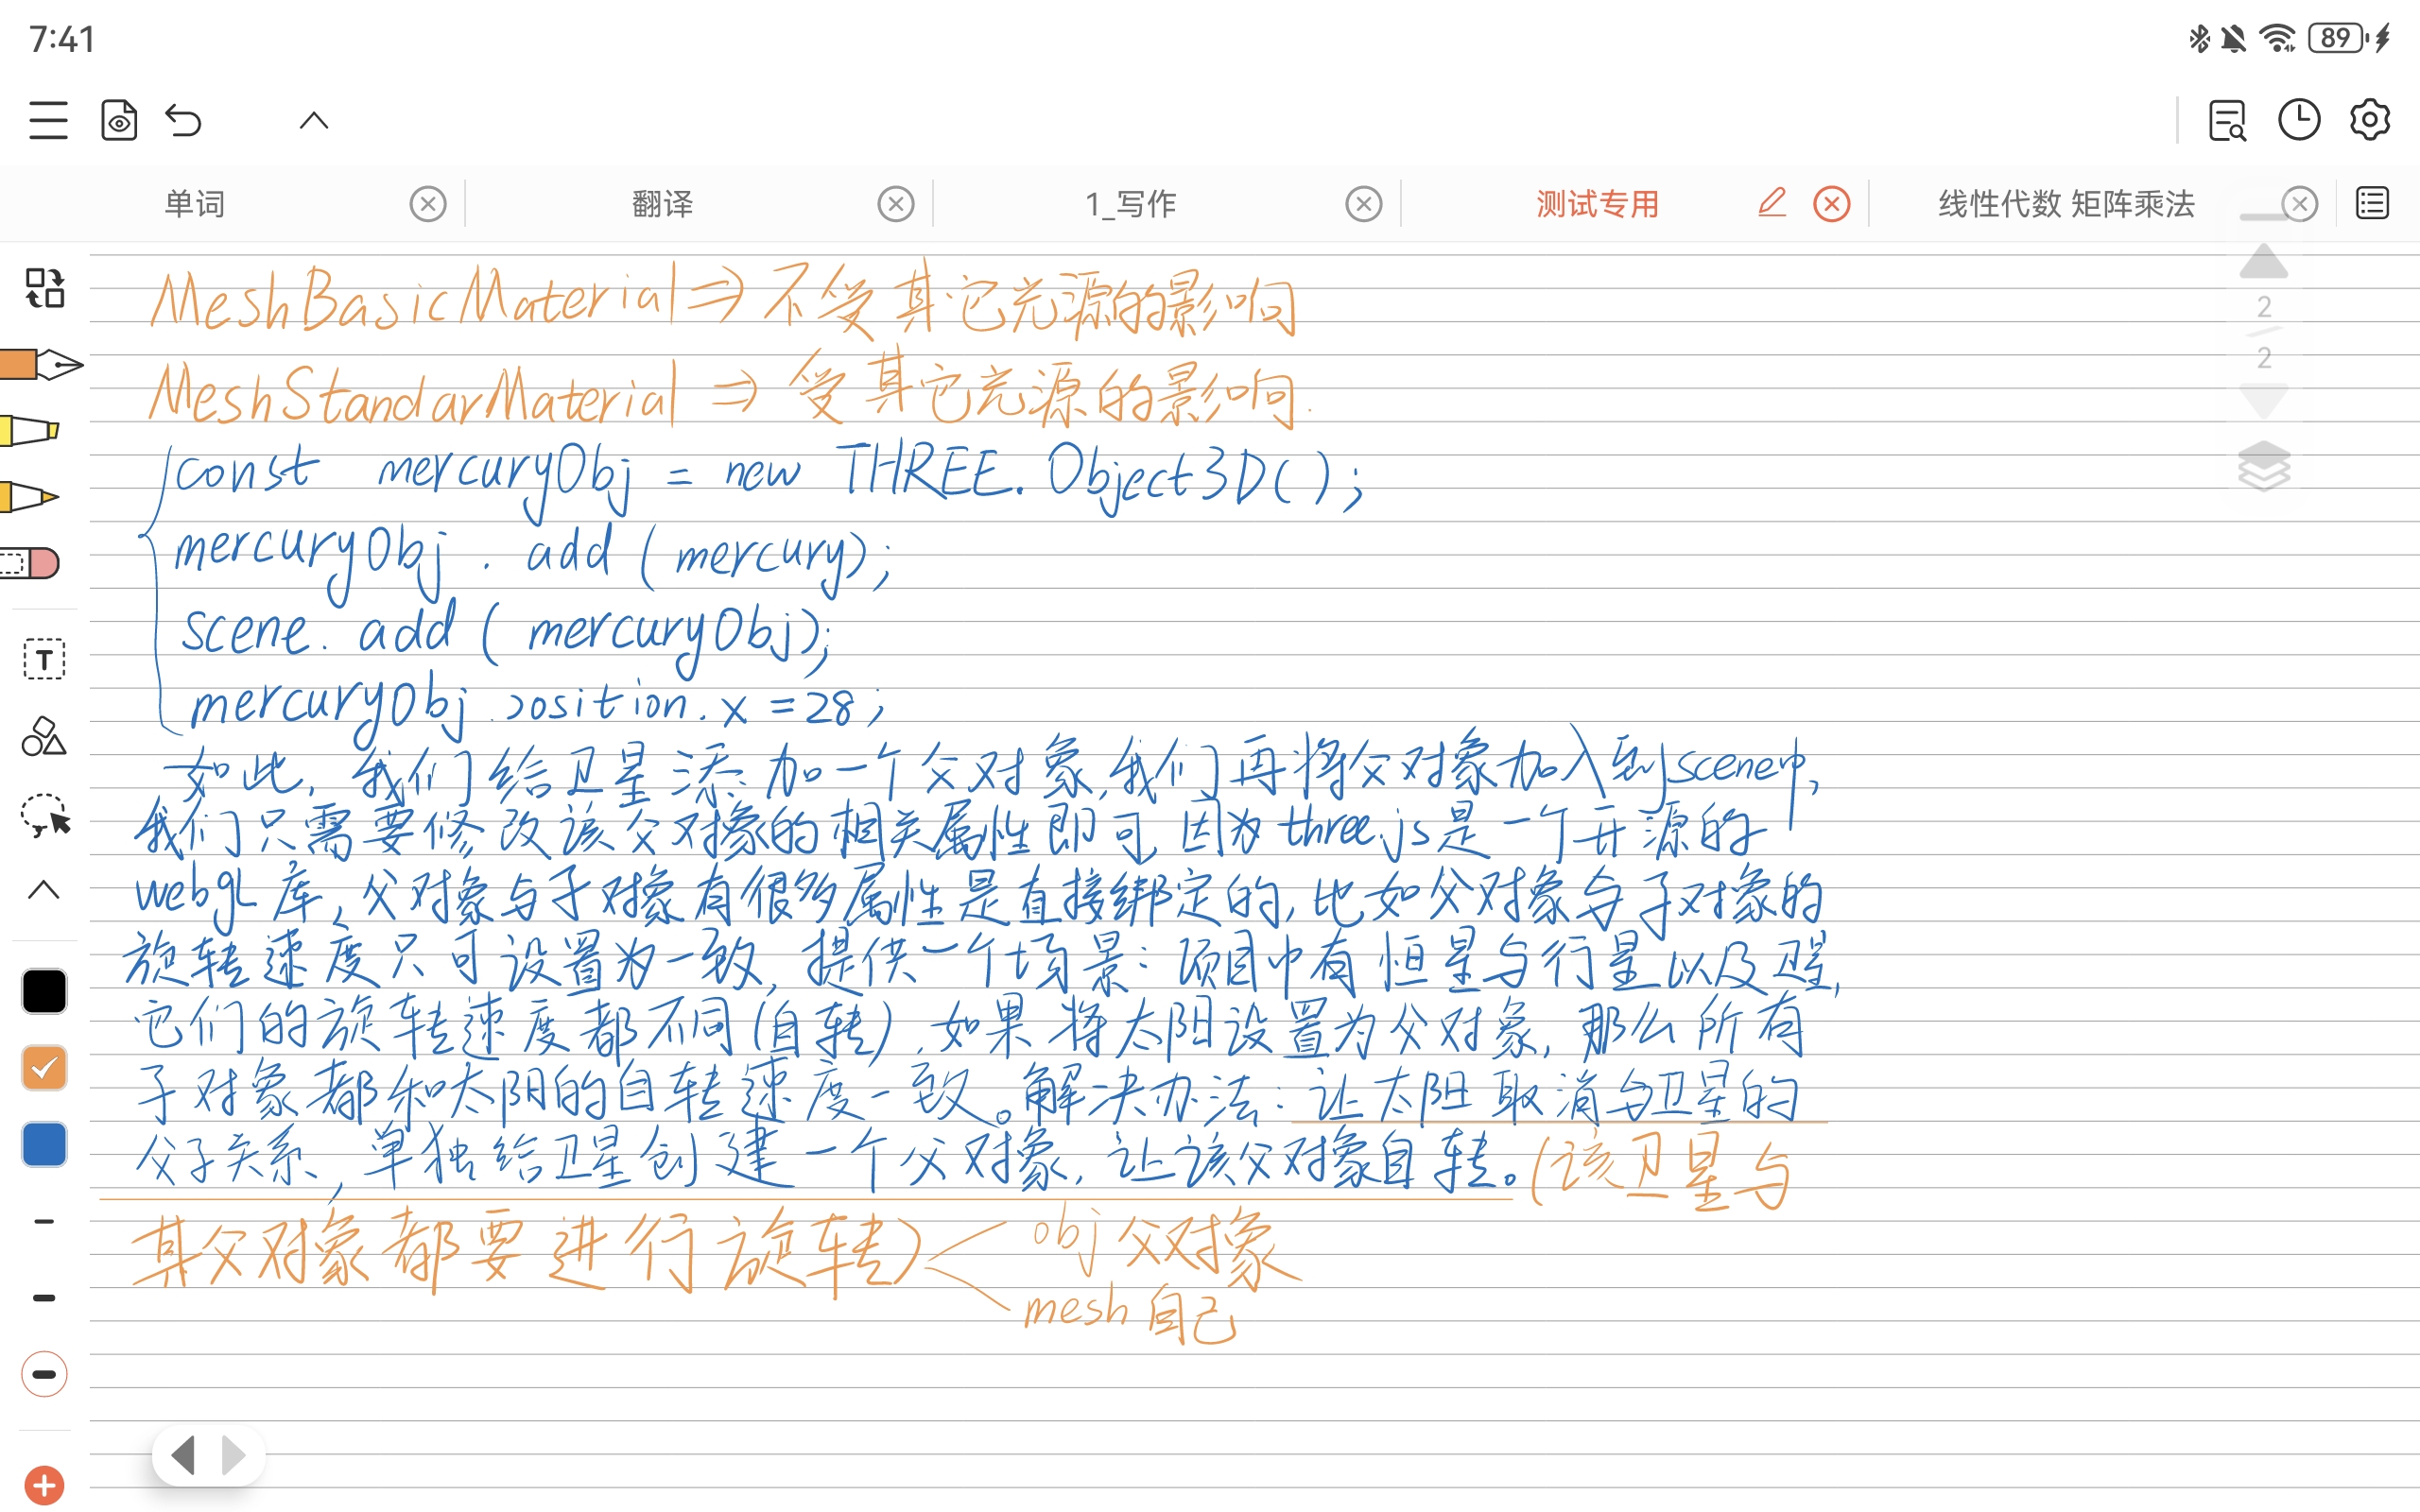 7:41
89
单词
翻译
1_写作
测试专用
线性代数 矩阵乘法
2
2
T
MeshBasicMaterial⇒不受其它光源的影响
MeshStandarMaterial ⇒ 受其它光源的影响.
const mercuryObj = new THREE. Object3D( );
mercuryObj . add (mercury);
scene. add ( mercuryObj);
mercuryObj .position. x =28;
如此, 我们给卫星添加一个父对象,我们再将父对象加入到scene中,
我们只需要修改该父对像的相关属性即可,因为three.js是一个开源的
webgL库,父对象与子对象有很多属性是直接绑定的,比如父对象与子对象的
旋转速度只可设置为一致,提供一个场景:项目中有恒星与行星以及卫星,
它们的旋转速度都不同(自转),如果将太阳设置为父对象,那么所有
子对象都和太阳的自转速度一致。解决办法:让太阳取消与卫星的
父子关系,单独给卫星创建一个父对象,让该父对象自转。(该卫星与
其父对象都要进行旋转)
obj 父对象
mesh 自己